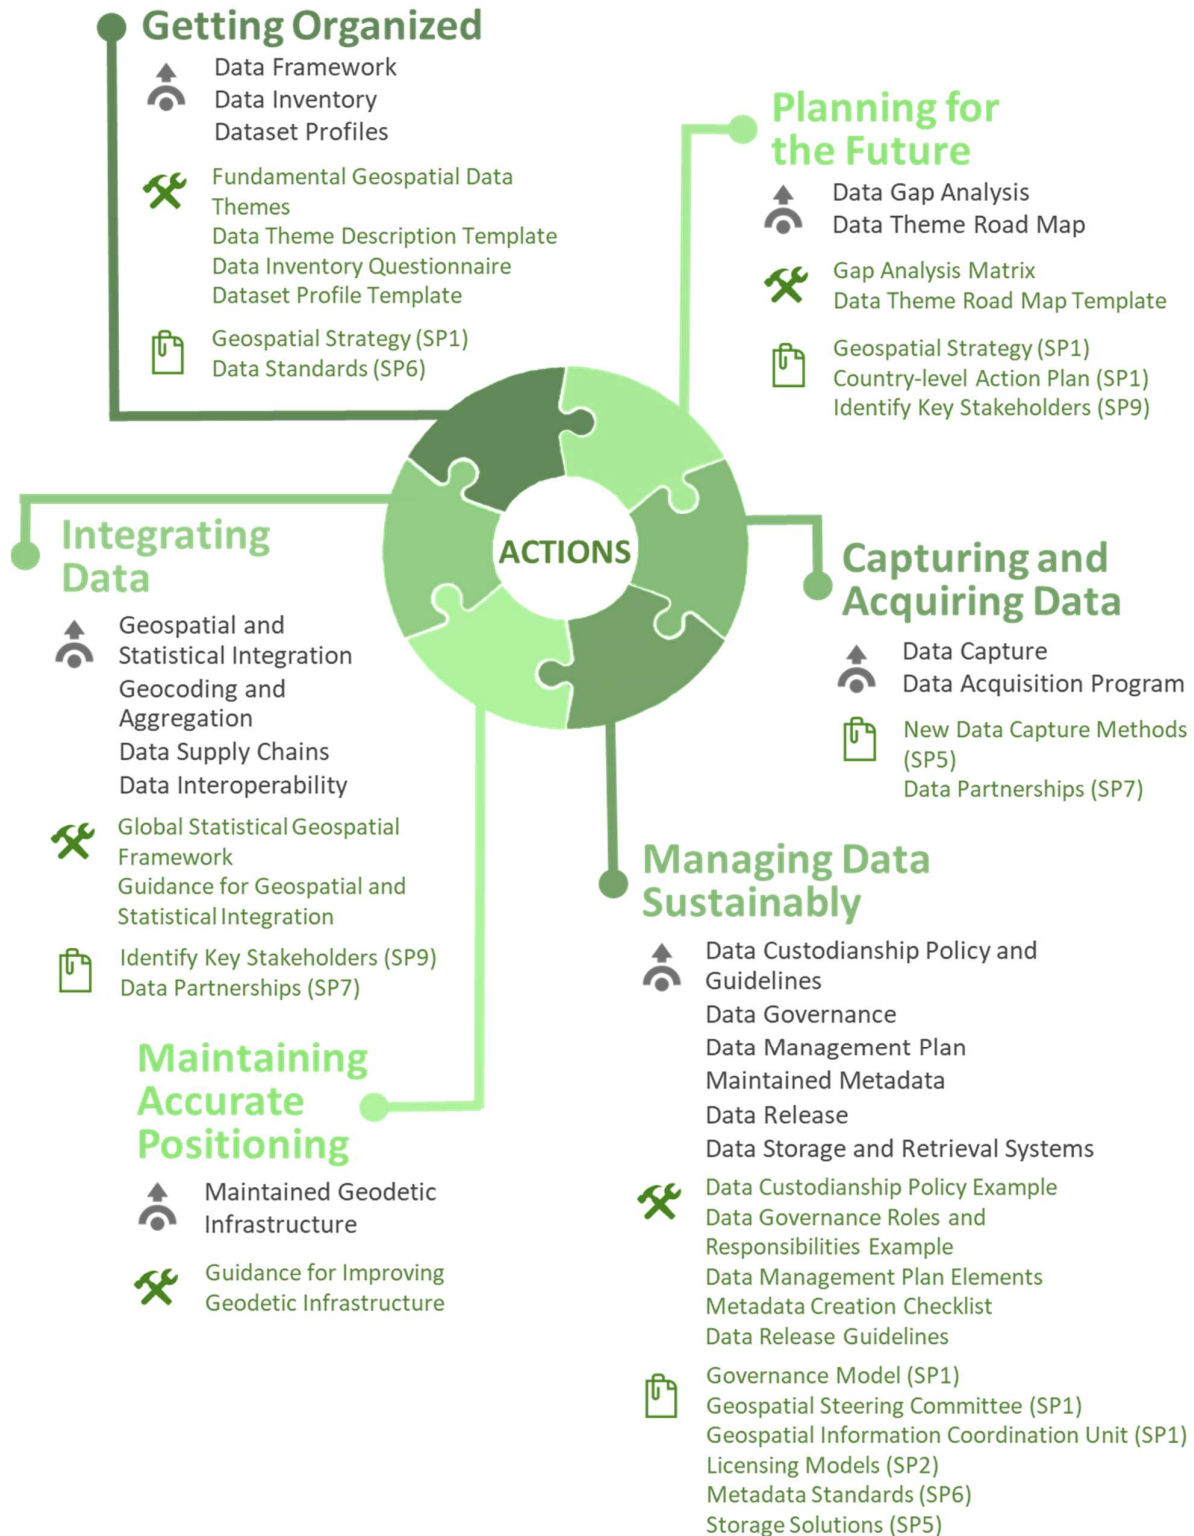 Getting Organized
Data Framework
Data Inventory
Dataset Profiles
Fundamental Geospatial Data
Themes
Data Theme Description Template
Data Inventory Questionnaire
Dataset Profile Template
Geospatial Strategy (SP1)
Data Standards (SP6)
Planning for
the Future
Data Gap Analysis
Data Theme Road Map
Gap Analysis Matrix
Data Theme Road Map Template
Geospatial Strategy (SP1)
Country-level Action Plan (SP1)
Identify Key Stakeholders (SP9)
ACTIONS
Capturing and
Acquiring Data
Data Capture
Data Acquisition Program
New Data Capture Methods
(SP5)
Data Partnerships (SP7)
Managing Data
Sustainably
Data Custodianship Policy and
Guidelines
Data Governance
Data Management Plan
Maintained Metadata
Data Release
Data Storage and Retrieval Systems
Data Custodianship Policy Example
Data Governance Roles and
Responsibilities Example
Data Management Plan Elements
Metadata Creation Checklist
Data Release Guidelines
Governance Model (SP1)
Geospatial Steering Committee (SP1)
Geospatial Information Coordination Unit (SP1)
Licensing Models (SP2)
Metadata Standards (SP6)
Storage Solutions (SP5)
Maintaining
Accurate
Positioning
Maintained Geodetic
Infrastructure
Guidance for Improving
Geodetic Infrastructure
Integrating
Data
Geospatial and
Statistical Integration
Geocoding and
Aggregation
Data Supply Chains
Data Interoperability
Global Statistical Geospatial
Framework
Guidance for Geospatial and
Statistical Integration
Identify Key Stakeholders (SP9)
Data Partnerships (SP7)